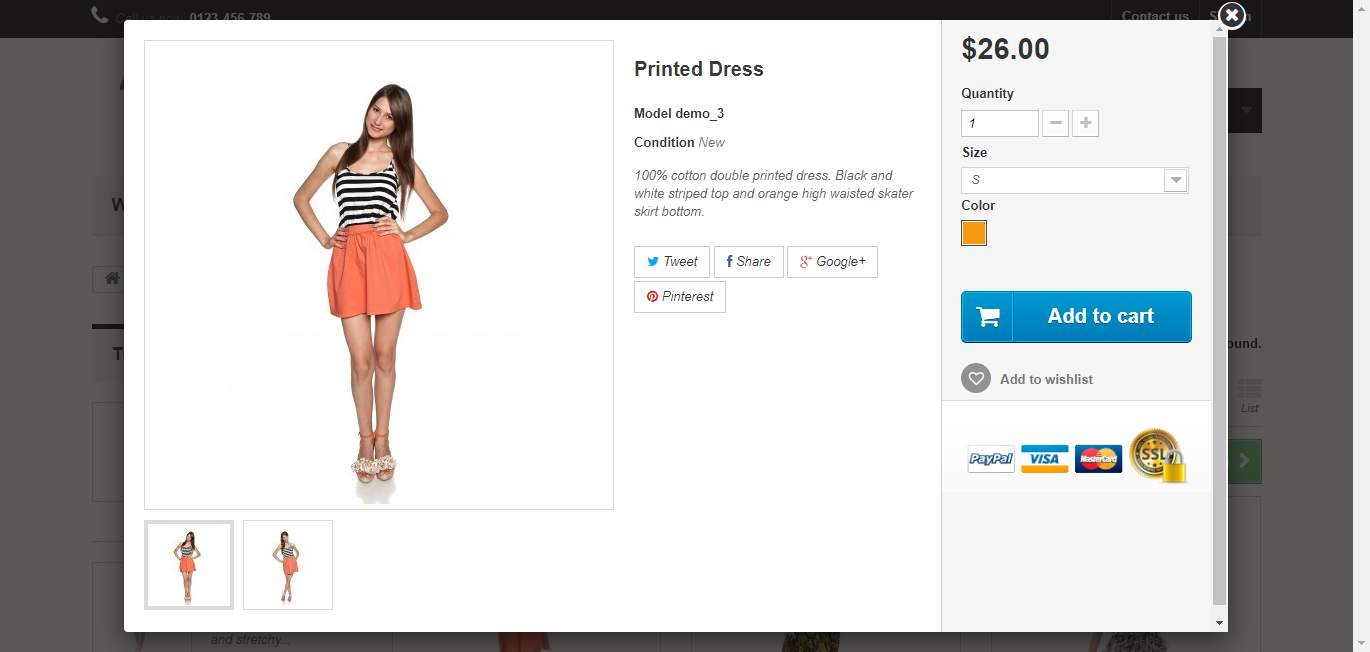 Call us now: 0123-456-789
Contact us
$26.00
Printed Dress
Quantity
Model demo_3
1
Condition New
Size
100% cotton double printed dress. Black and
white striped top and orange high waisted skater
skirt bottom.
S
Color
Tweet
Share
Google+
Pinterest
Add to cart
Add to wishlist
List
PayPal
VISA
MasterCard
SSL
and stretchy...